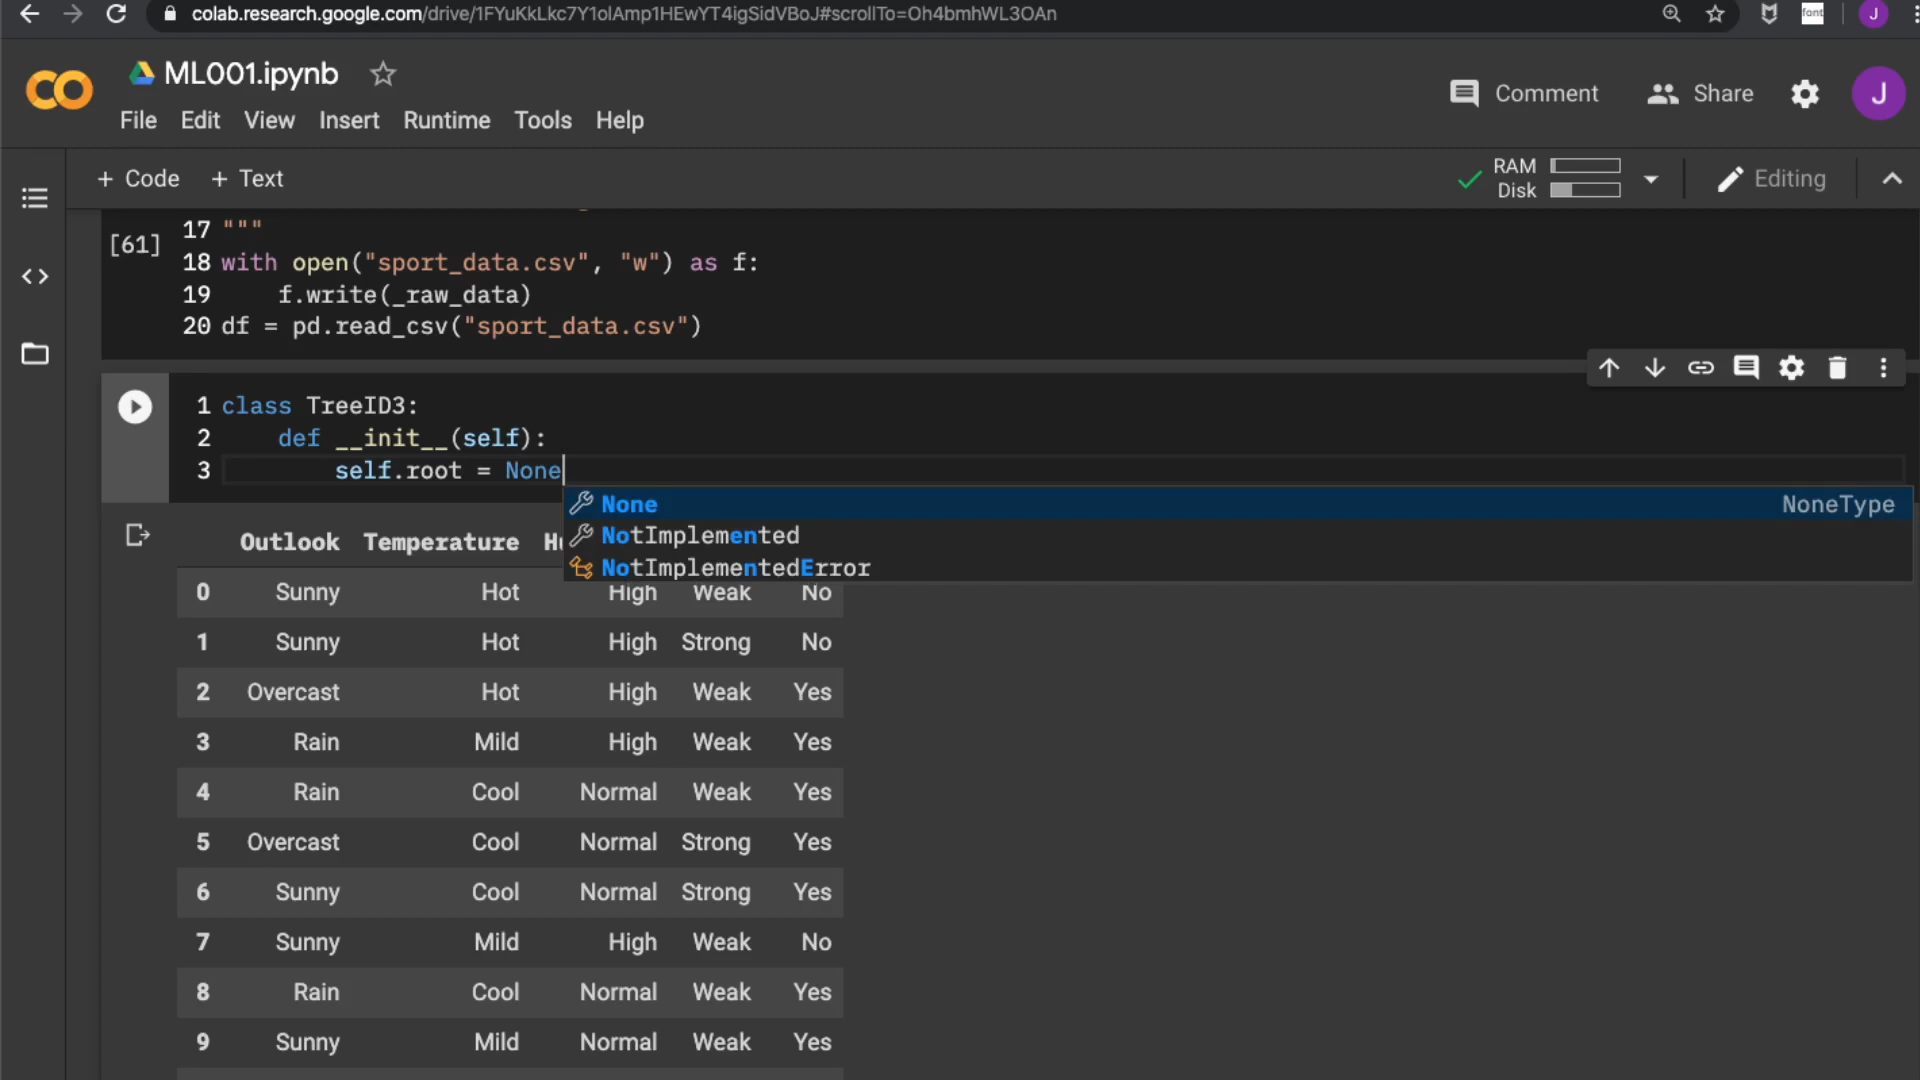 colab.research.google.com/drive/1FYuKkLkc7Y1olAmp1HEwYT4igSidVBoJ#scrollTo=Oh4bmhWL3OAn
font
J
ML001.ipynb
Comment
Share
J
File Edit View Insert Runtime Tools Help
+ Code + Text
RAM
Disk
Editing
[61]
17 """
18 with open("sport_data.csv", "w") as f:
19 f.write(_raw_data)
20 df = pd.read_csv("sport_data.csv")
1 class TreeID3:
2 def __init__(self):
3 self.root = None
None NoneType
NotImplemented
NotImplementedError
Outlook Temperature
0 Sunny Hot High Weak No
1 Sunny Hot High Strong No
2 Overcast Hot High Weak Yes
3 Rain Mild High Weak Yes
4 Rain Cool Normal Weak Yes
5 Overcast Cool Normal Strong Yes
6 Sunny Cool Normal Strong Yes
7 Sunny Mild High Weak No
8 Rain Cool Normal Weak Yes
9 Sunny Mild Normal Weak Yes